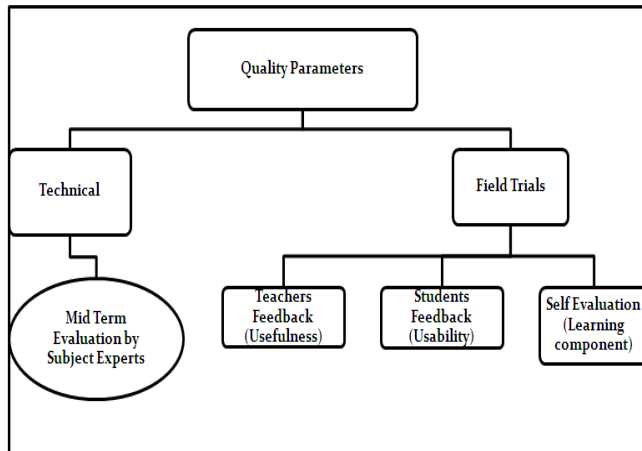 Quality Parameters
Technical
Field Trials
Mid Term
Evaluation by
Subject Experts
Teachers
Feedback
(Usefulness)
Students
Feedback
(Usability)
Self Evaluation
(Learning
component)